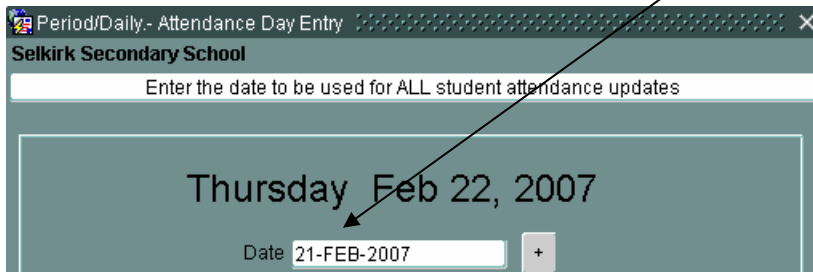 Period/Daily.- Attendance Day Entry
Selkirk Secondary School
Enter the date to be used for ALL student attendance updates
Thursday Feb 22, 2007
Date 21-FEB-2007 +